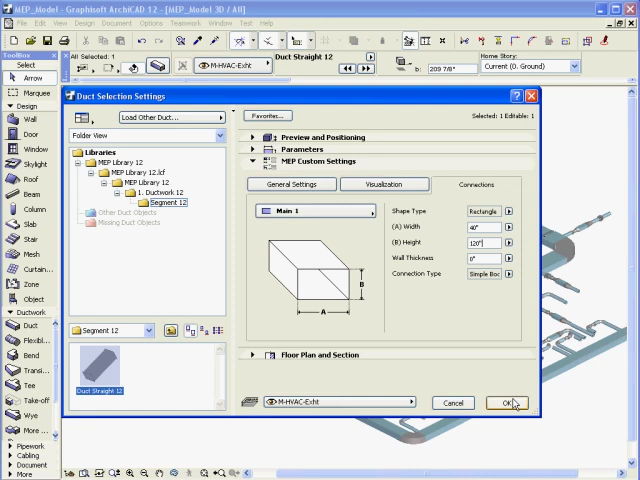 MEP_Model - Graphisoft ArchiCAD 12 - [MEP_Model 3D / All]
File Edit View Design Document Options Teamwork Window Test Help
ToolBox
Select
Arrow
Marquee
Design
Wall
Door
Window
Skylight
Roof
Beam
Column
Slab
Stair
Mesh
Curtain...
Zone
Object
Ductwork
Duct
Flexibl...
Bend
Transi...
Tee
Take-off
Wye
More ...
Pipework
Cabling
Document
More
All Selected: 1
M-HVAC-Exht
Duct Straight 12
b: 209 7/8"
Home Story:
Current (0. Ground)
Duct Selection Settings
Load Other Duct...
Folder View
Libraries
MEP Library 12
MEP Library 12.lcf
MEP Library 12
1. Ductwork 12
Segment 12
Other Duct Objects
Missing Duct Objects
Segment 12
Duct Straight 12
Favorites...
Selected: 1 Editable: 1
Preview and Positioning
Parameters
MEP Custom Settings
General Settings
Visualization
Connections
Main 1
B
A
Shape Type Rectangle
(A) Width 40"
(B) Height 120"
Wall Thickness 0"
Connection Type Simple Box
Floor Plan and Section
M-HVAC-Exht
Cancel
OK